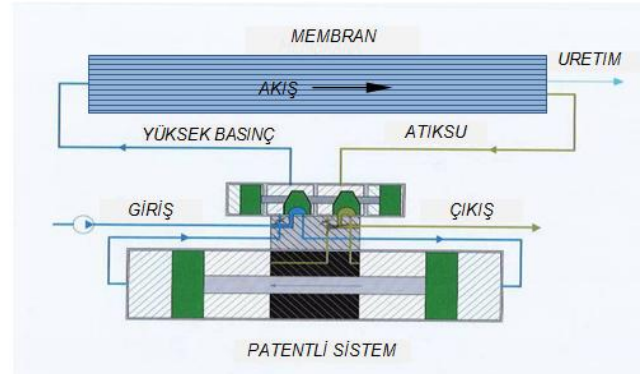 MEMBRAN
URETIM
AKIŞ
YÜKSEK BASINÇ
ATIKSU
GİRİŞ
ÇIKIŞ
PATENTLİ SİSTEM